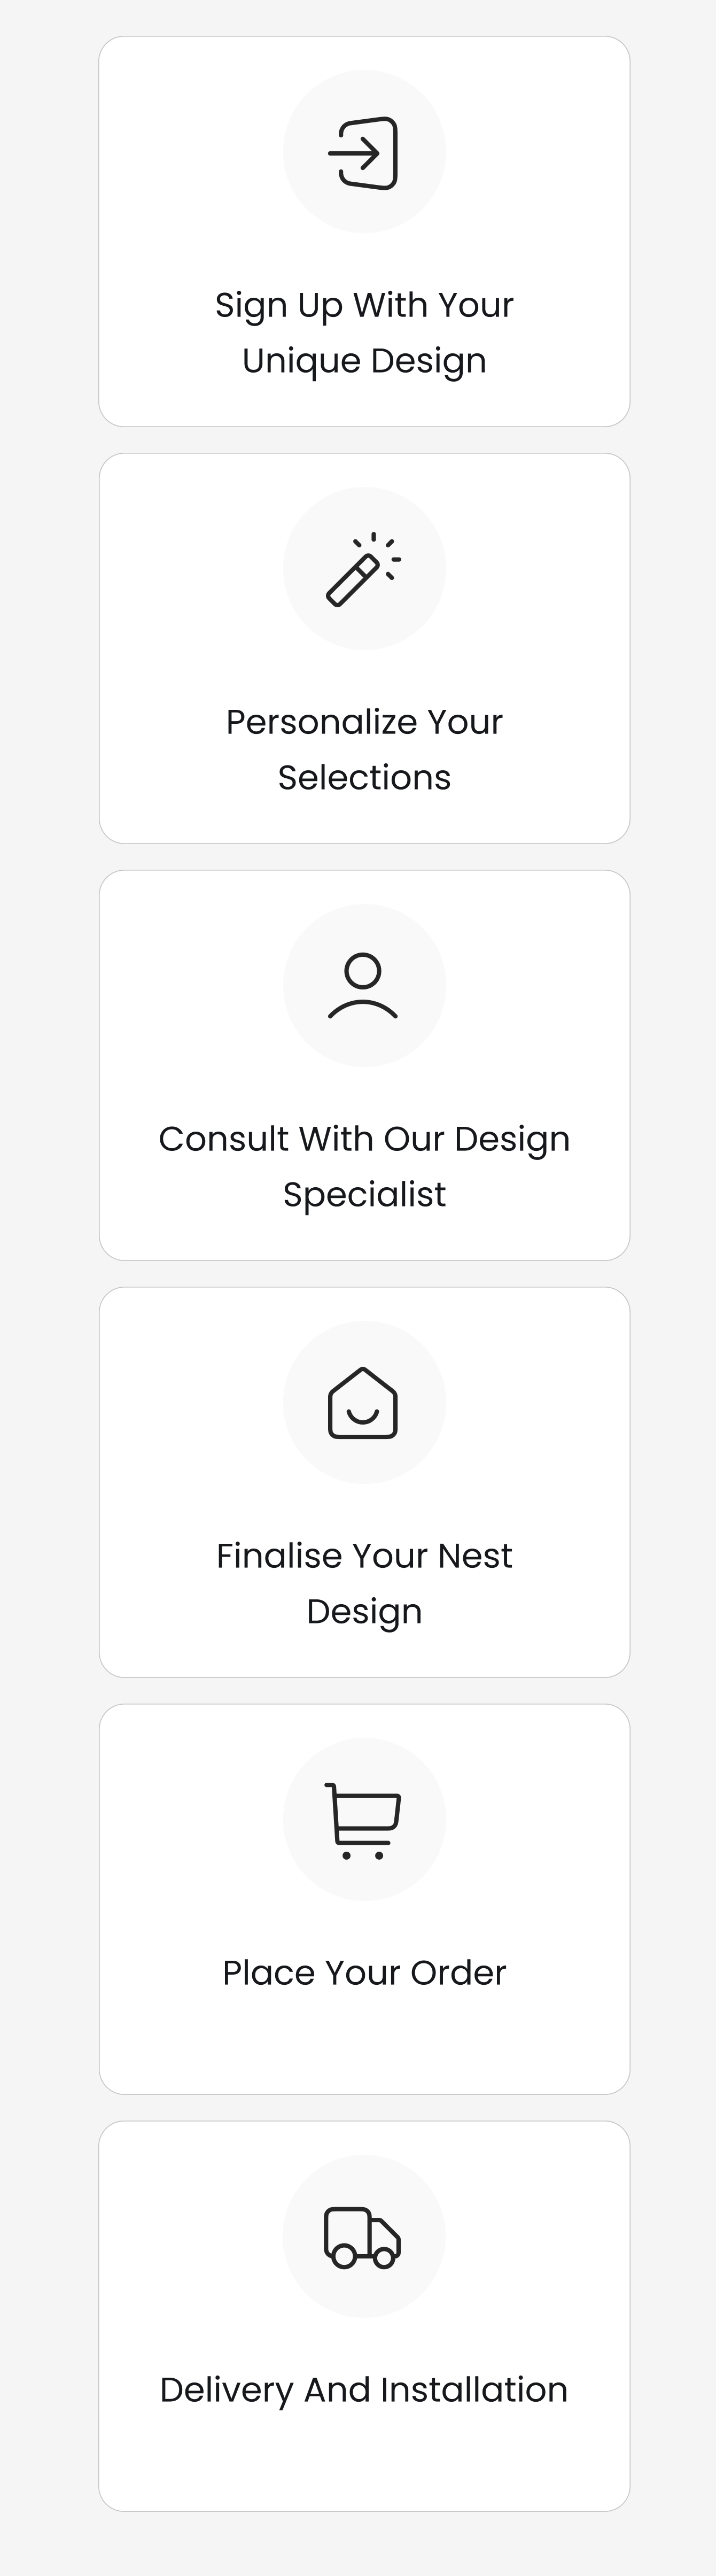 Sign Up With Your
Unique Design
Personalize Your
Selections
Consult With Our Design
Specialist
Finalise Your Nest
Design
Place Your Order
Delivery And Installation